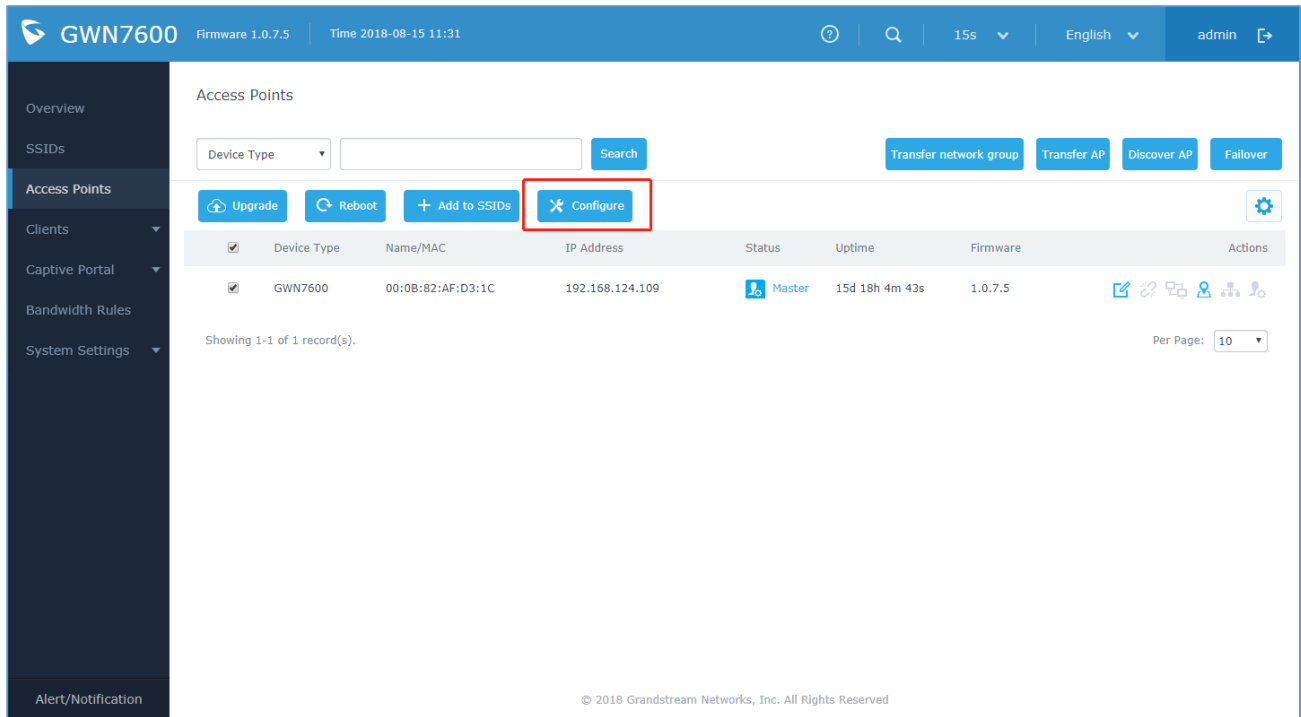 GWN7600 Firmware 1.0.7.5 Time 2018-08-15 11:31 15s English admin
Overview
SSIDs
Access Points
Clients
Captive Portal
Bandwidth Rules
System Settings
Alert/Notification
Access Points
Device Type Search Transfer network group Transfer AP Discover AP Failover
Upgrade Reboot + Add to SSIDs Configure
Device Type Name/MAC IP Address Status Uptime Firmware Actions
GWN7600 00:0B:82:AF:D3:1C 192.168.124.109 Master 15d 18h 4m 43s 1.0.7.5
Showing 1-1 of 1 record(s). Per Page: 10
© 2018 Grandstream Networks, Inc. All Rights Reserved